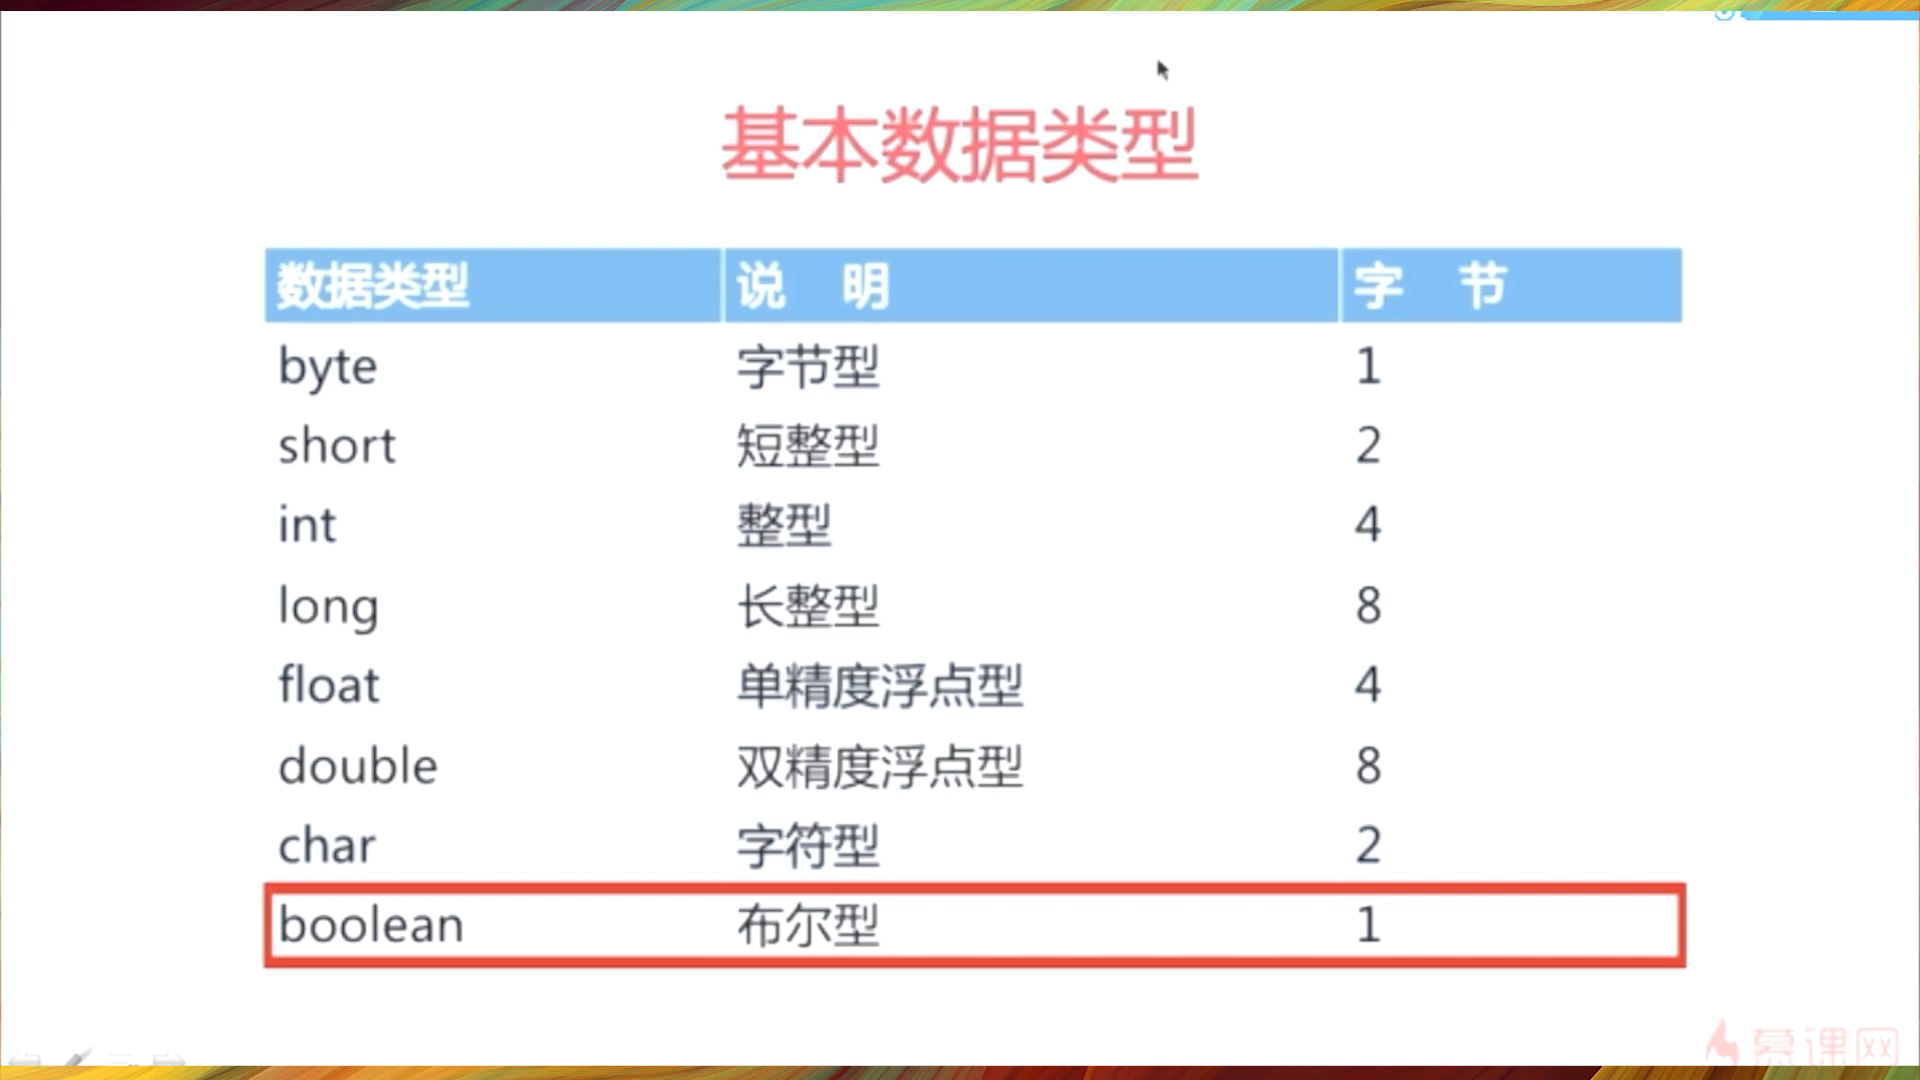 基本数据类型
数据类型 说 明 字 节
byte 字节型 1
short 短整型 2
int 整型 4
long 长整型 8
float 单精度浮点型 4
double 双精度浮点型 8
char 字符型 2
boolean 布尔型 1
慕课网